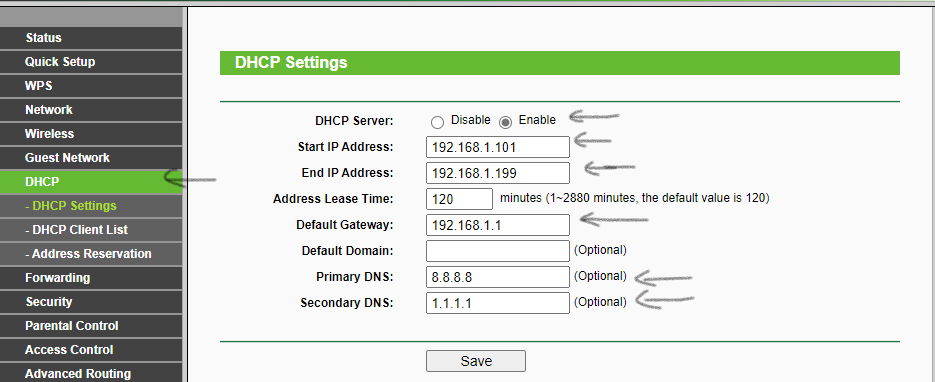 Status
Quick Setup
WPS
Network
Wireless
Guest Network
DHCP
- DHCP Settings
- DHCP Client List
- Address Reservation
Forwarding
Security
Parental Control
Access Control
Advanced Routing
DHCP Settings
DHCP Server: Disable Enable
Start IP Address: 192.168.1.101
End IP Address: 192.168.1.199
Address Lease Time: 120 minutes (1~2880 minutes, the default value is 120)
Default Gateway: 192.168.1.1
Default Domain: (Optional)
Primary DNS: 8.8.8.8 (Optional)
Secondary DNS: 1.1.1.1 (Optional)
Save